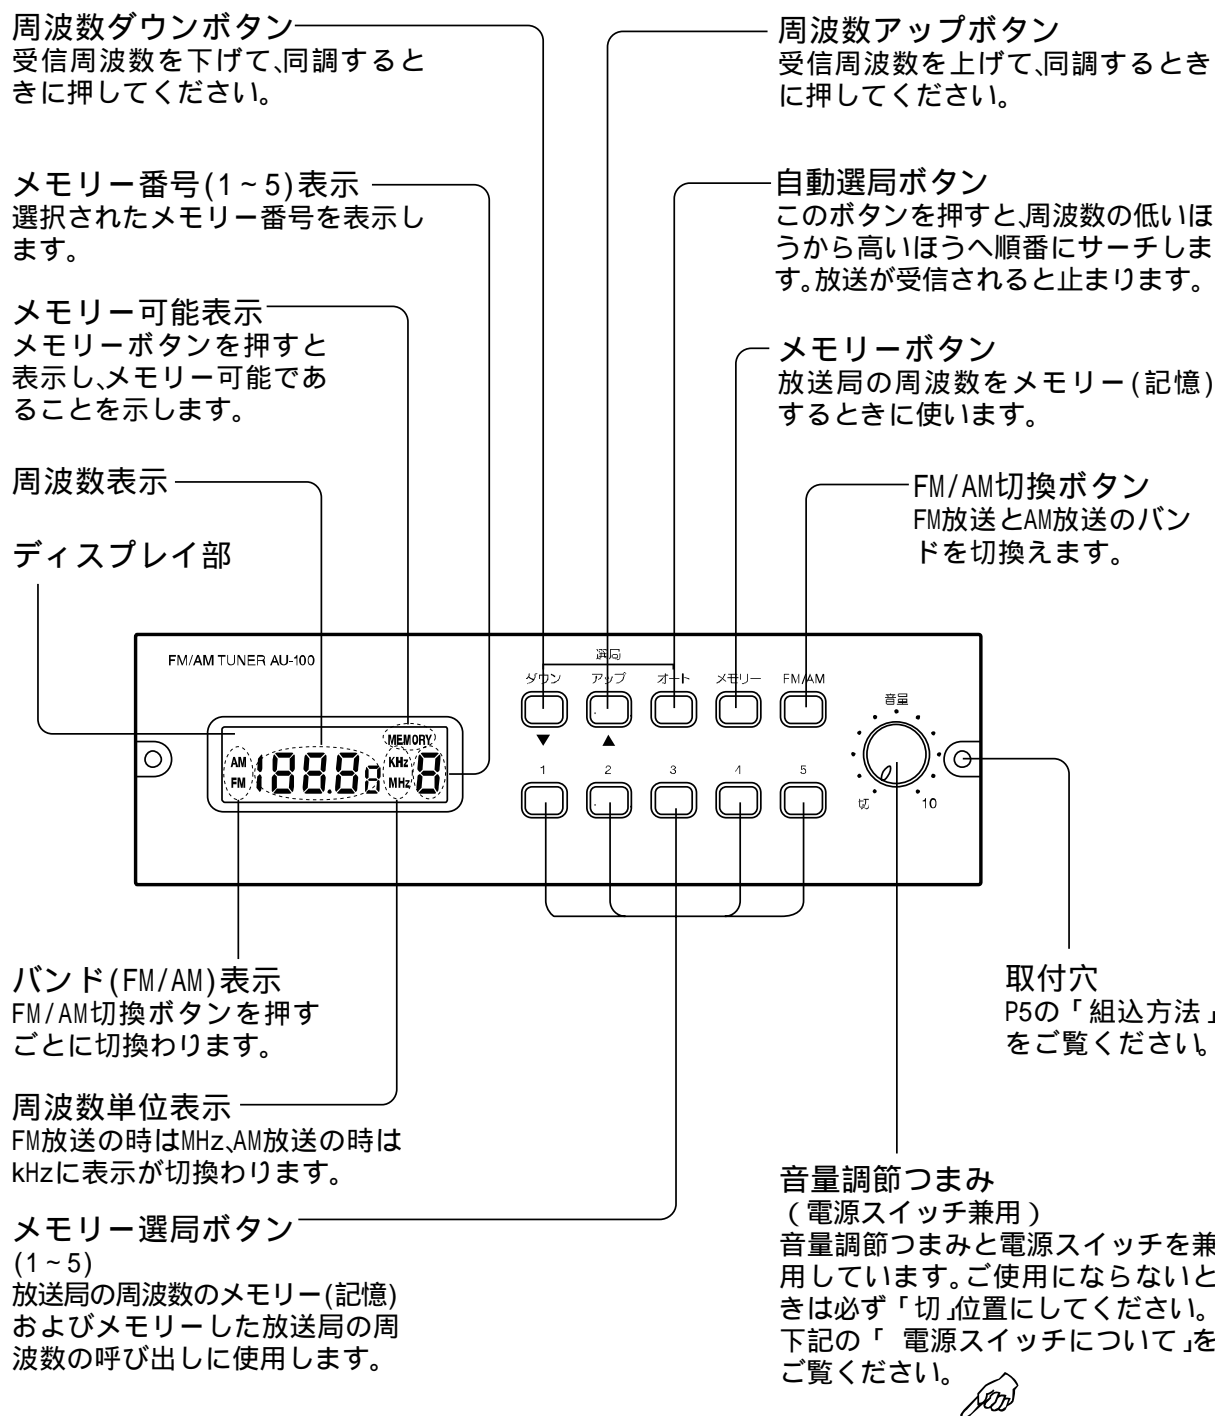 周波数ダウンボタン
受信周波数を下げて、同調すると
きに押してください。
メモリー番号(1~5)表示
選択されたメモリー番号を表示し
ます。
メモリー可能表示
メモリーボタンを押すと
表示し、メモリー可能であ
ることを示します。
周波数表示
ディスプレイ部
周波数アップボタン
受信周波数を上げて、同調するとき
に押してください。
自動選局ボタン
このボタンを押すと、周波数の低いほ
うから高いほうへ順番にサーチしま
す。放送が受信されると止まります。
メモリーボタン
放送局の周波数をメモリー(記憶)
するときに使います。
FM/AM切換ボタン
FM放送とAM放送のバン
ドを切換えます。
FM/AM TUNER AU-100
選局
ダウン アップ オート メモリー FM/AM
音量
▼ ▲
MEMORY
AM
FM
188.88
KHz
MHz
8
1 2 3 4 5
切 10
バンド(FM/AM)表示
FM/AM切換ボタンを押す
ごとに切換わります。
周波数単位表示
FM放送の時はMHz、AM放送の時は
kHzに表示が切換わります。
メモリー選局ボタン
(1~5)
放送局の周波数のメモリー(記憶)
およびメモリーした放送局の周
波数の呼び出しに使用します。
取付穴
P5の「組込方法」
をご覧ください。
音量調節つまみ
(電源スイッチ兼用)
音量調節つまみと電源スイッチを兼
用しています。ご使用にならないと
きは必ず「切」位置にしてください。
下記の「 電源スイッチについて」を
ご覧ください。